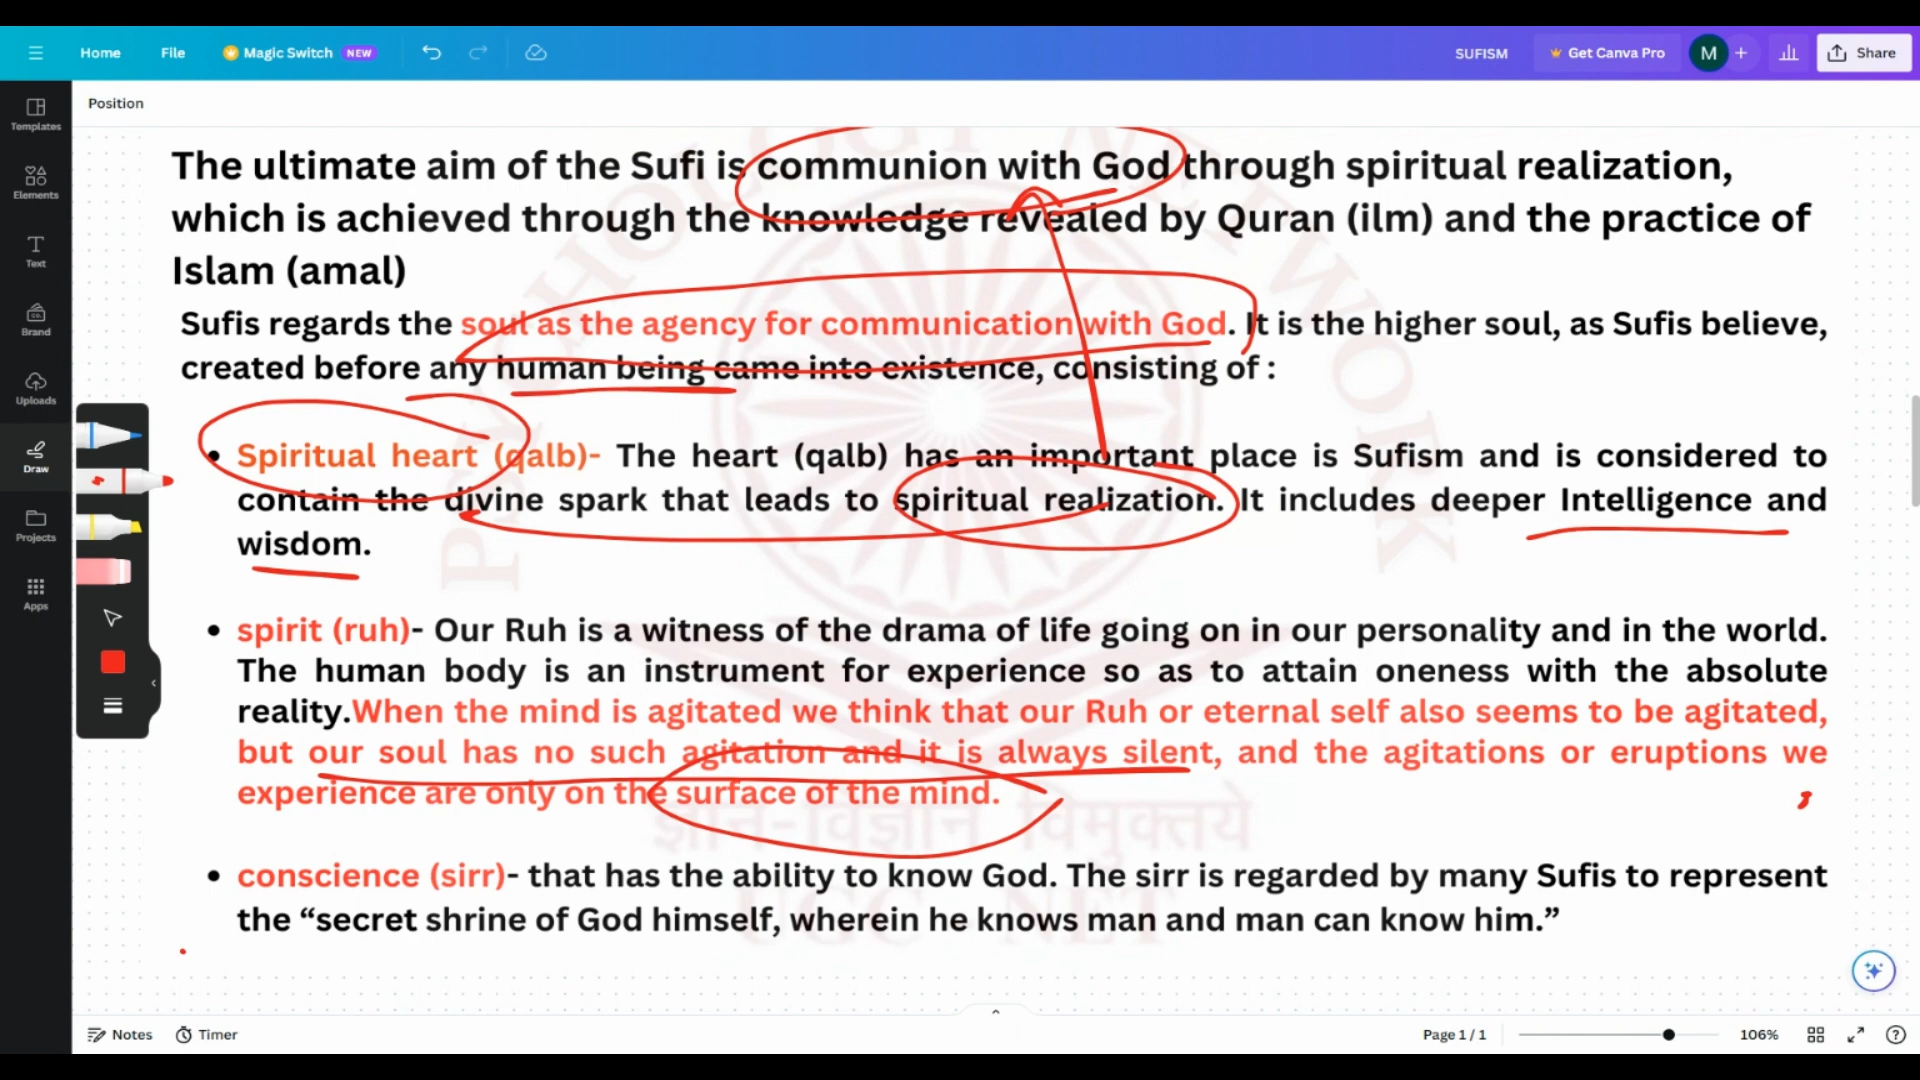 Home File Magic Switch NEW SUFISM Get Canva Pro M + Share
Position
Templates
Elements
Text
Brand
Uploads
Draw
Projects
Apps
The ultimate aim of the Sufi is communion with God through spiritual realization,
which is achieved through the knowledge revealed by Quran (ilm) and the practice of
Islam (amal)
Sufis regards the soul as the agency for communication with God. It is the higher soul, as Sufis believe,
created before any human being came into existence, consisting of :
• Spiritual heart (qalb)- The heart (qalb) has an important place is Sufism and is considered to
contain the divine spark that leads to spiritual realization. It includes deeper Intelligence and
wisdom.
• spirit (ruh)- Our Ruh is a witness of the drama of life going on in our personality and in the world.
The human body is an instrument for experience so as to attain oneness with the absolute
reality.When the mind is agitated we think that our Ruh or eternal self also seems to be agitated,
but our soul has no such agitation and it is always silent, and the agitations or eruptions we
experience are only on the surface of the mind.
ज्ञान-विज्ञान विमुक्तये
• conscience (sirr)- that has the ability to know God. The sirr is regarded by many Sufis to represent
the “secret shrine of God himself, wherein he knows man and man can know him.”
UGC NET
Notes Timer Page 1 / 1 106%